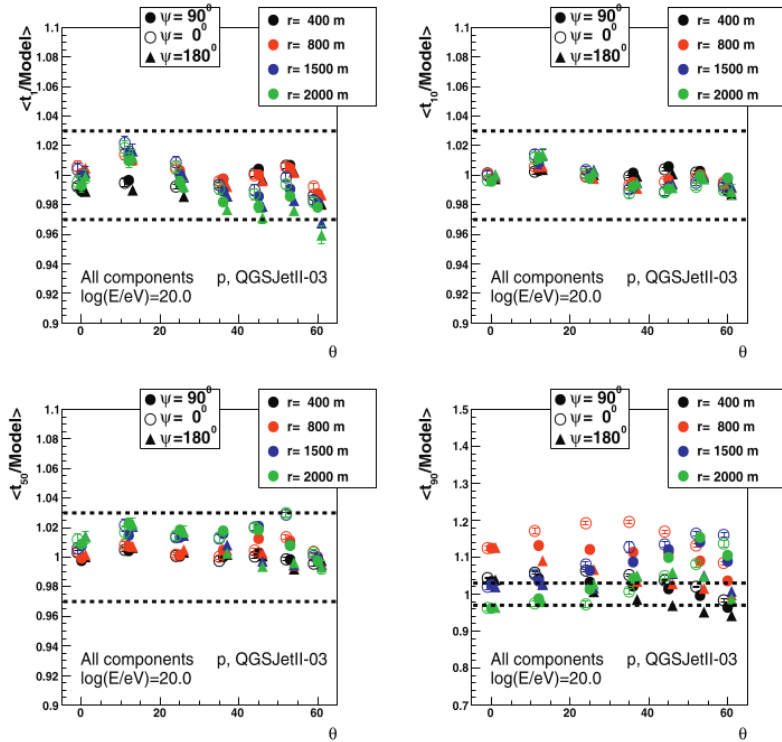 <t₁/Model>
1.1
1.08
1.06
1.04
1.02
1
0.98
0.96
0.94
0.92
0.9
0 20 40 60
θ
ψ = 90⁰
ψ = 0⁰
ψ=180⁰
r= 400 m
r= 800 m
r= 1500 m
r= 2000 m
All components p, QGSJetII-03
log(E/eV)=20.0
<t₁₀/Model>
1.1
1.08
1.06
1.04
1.02
1
0.98
0.96
0.94
0.92
0.9
0 20 40 60
θ
ψ = 90⁰
ψ = 0⁰
ψ=180⁰
r= 400 m
r= 800 m
r= 1500 m
r= 2000 m
All components p, QGSJetII-03
log(E/eV)=20.0
<t₅₀/Model>
1.1
1.08
1.06
1.04
1.02
1
0.98
0.96
0.94
0.92
0.9
0 20 40 60
θ
ψ = 90⁰
ψ = 0⁰
ψ=180⁰
r= 400 m
r= 800 m
r= 1500 m
r= 2000 m
All components p, QGSJetII-03
log(E/eV)=20.0
<t₉₀/Model>
1.5
1.4
1.3
1.2
1.1
1
0.9
0.8
0.7
0 20 40 60
θ
ψ = 90⁰
ψ = 0⁰
ψ=180⁰
r= 400 m
r= 800 m
r= 1500 m
r= 2000 m
All components p, QGSJetII-03
log(E/eV)=20.0